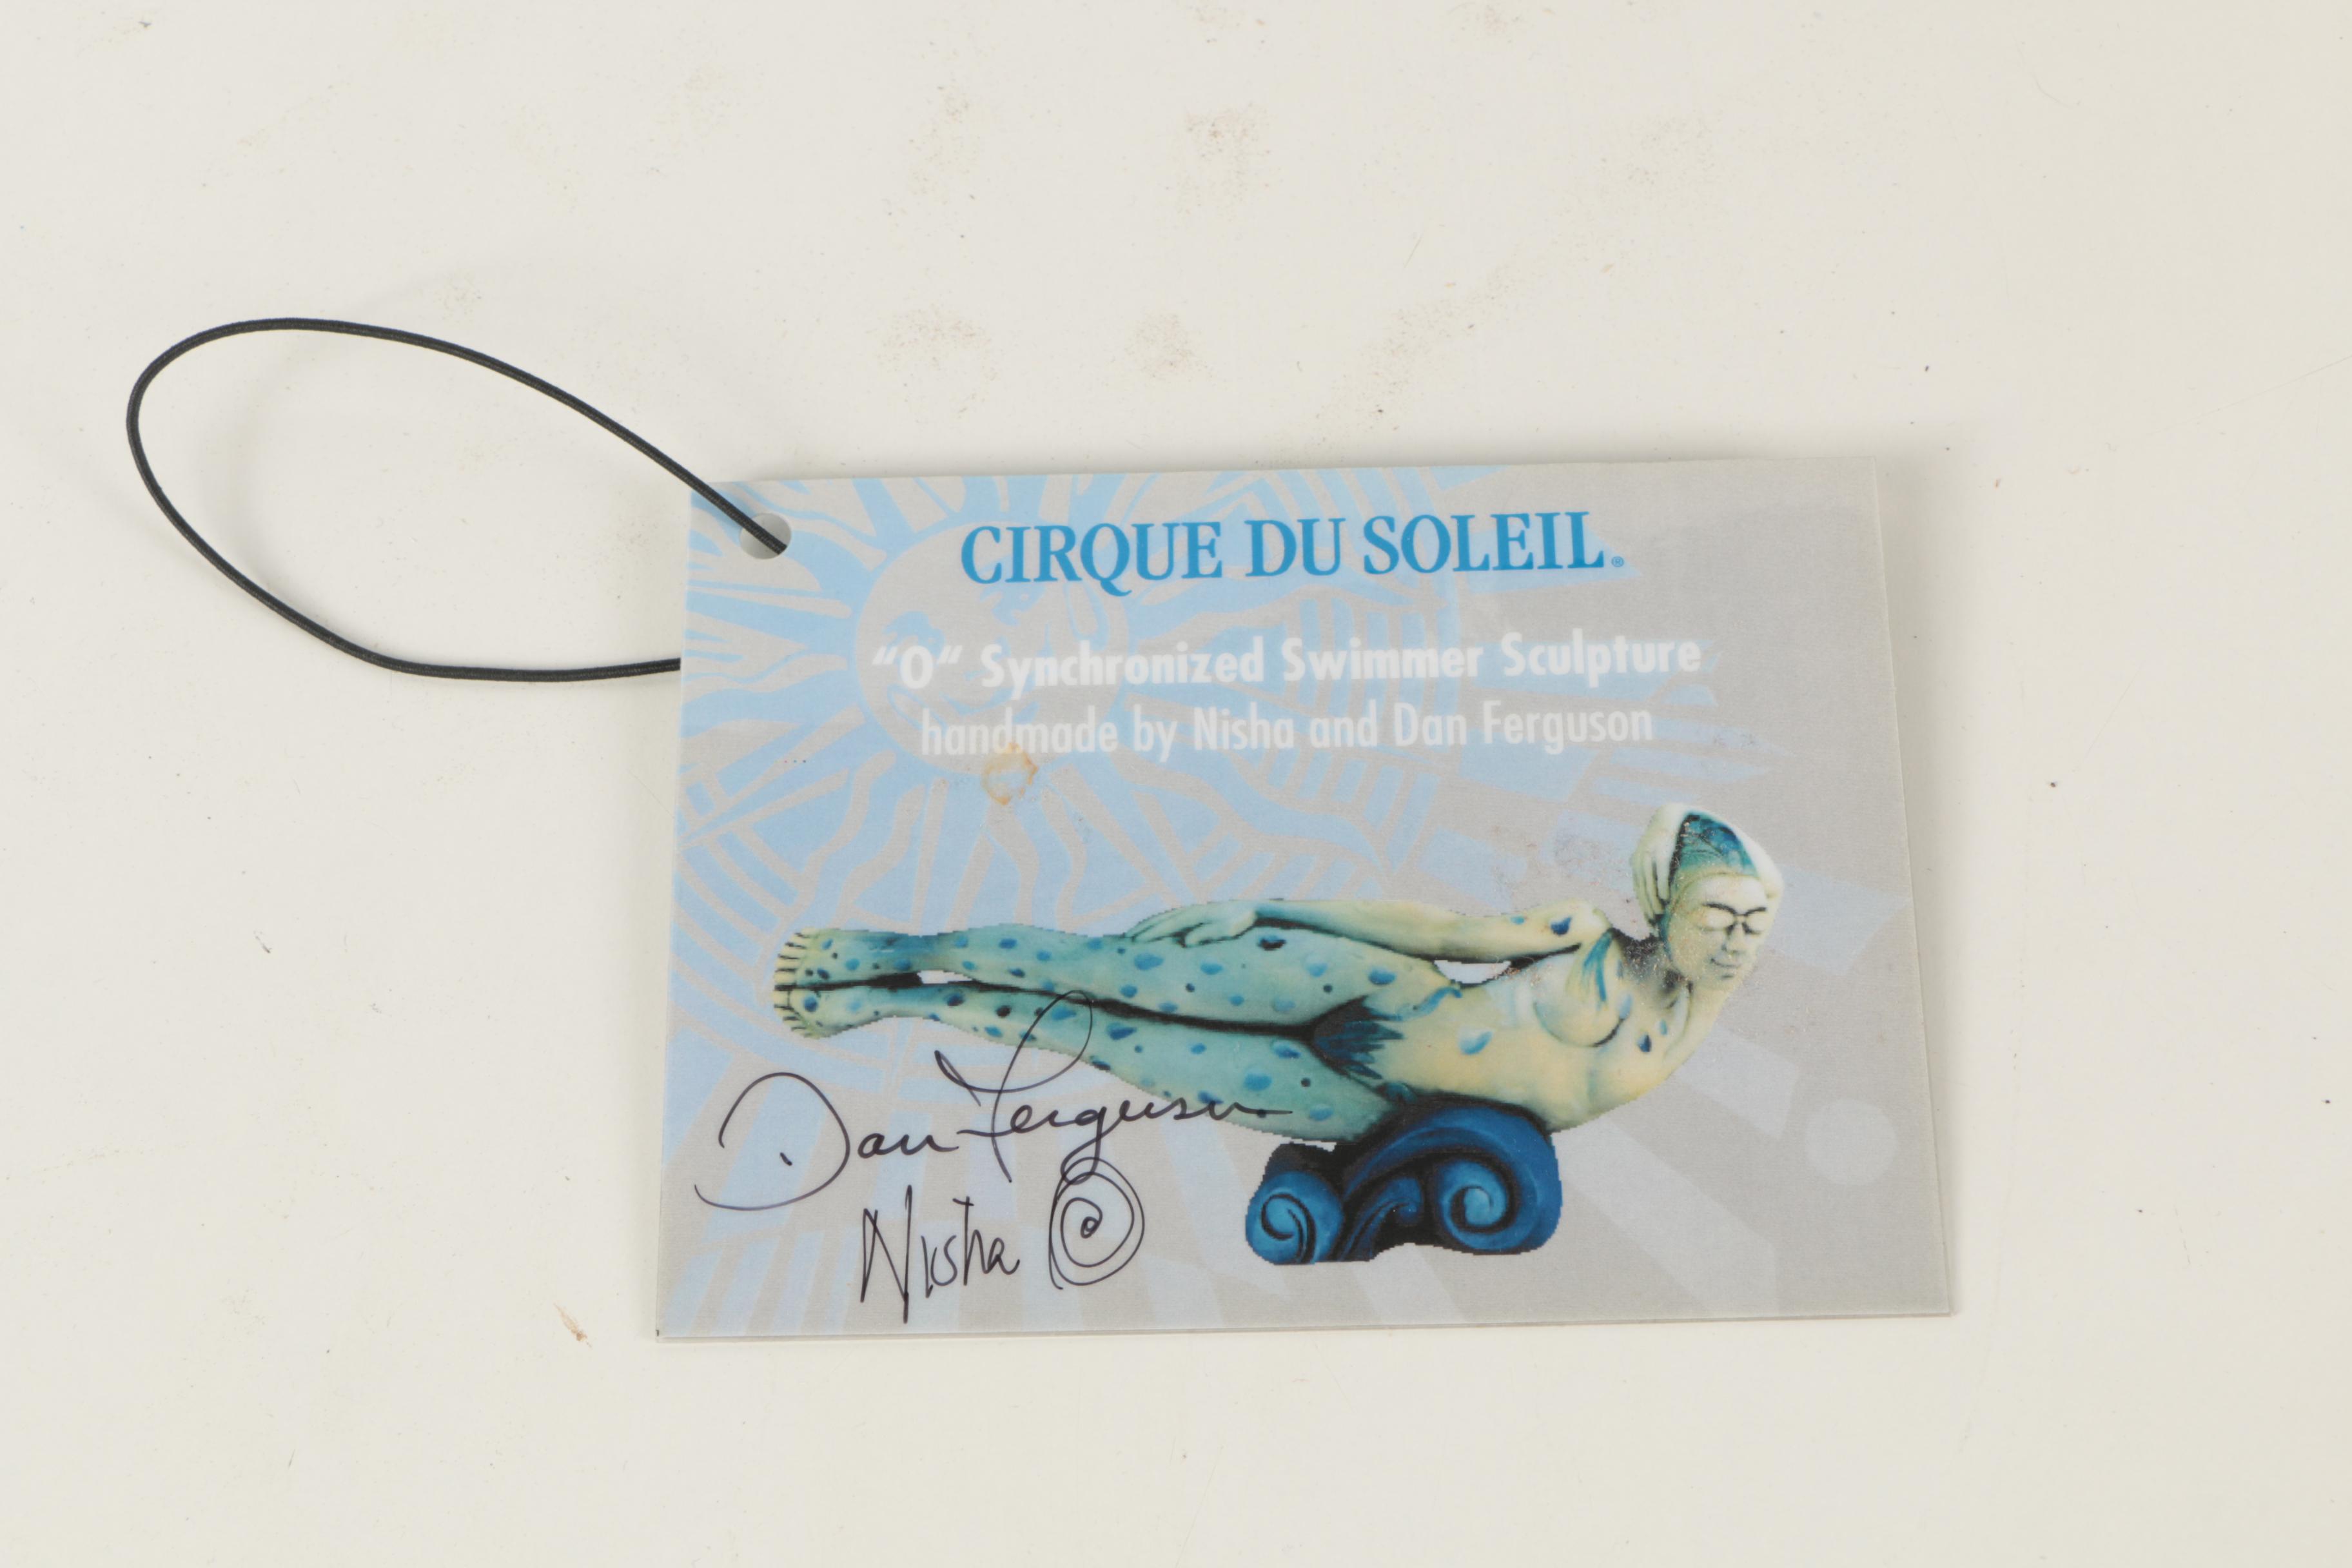 CIRQUE DU SOLEIL®
“O“ Synchronized Swimmer Sculpture
handmade by Nisha and Dan Ferguson
Dan Ferguson
Nisha